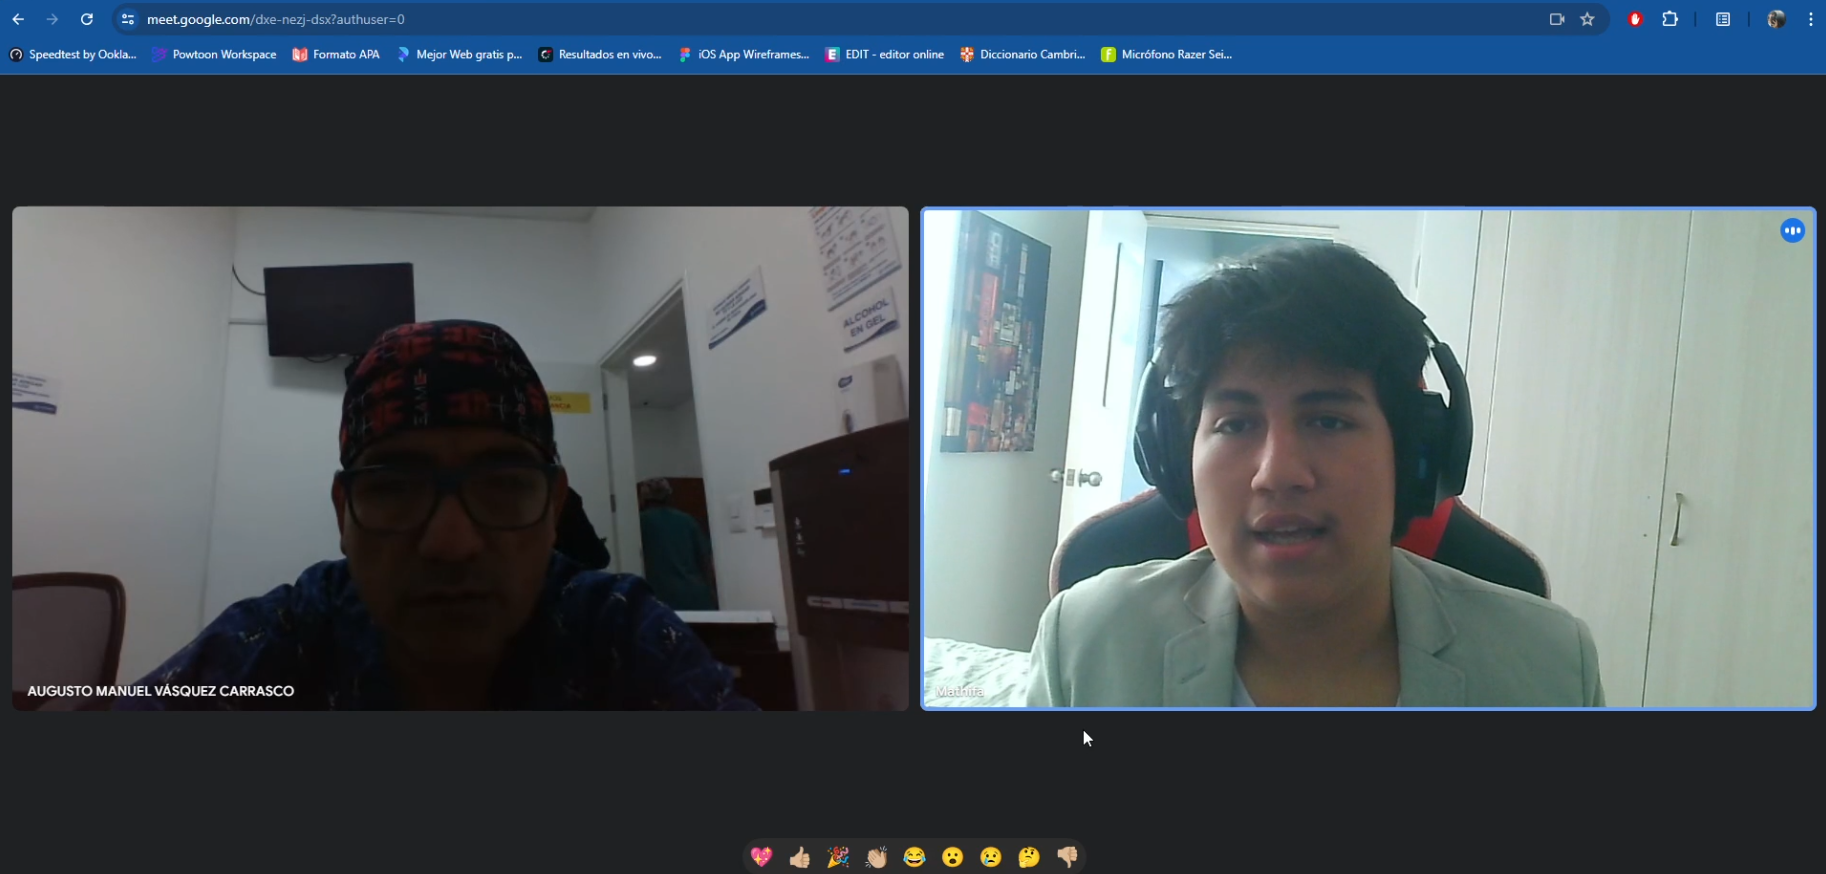 meet.google.com/dxe-nezj-dsx?authuser=0
Speedtest by Ookla...
Powtoon Workspace
Formato APA
Mejor Web gratis p...
Resultados en vivo...
iOS App Wireframes...
EDIT - editor online
Diccionario Cambri...
Micrófono Razer Sei...
ALCOHOL
EN GEL
AUGUSTO MANUEL VÁSQUEZ CARRASCO